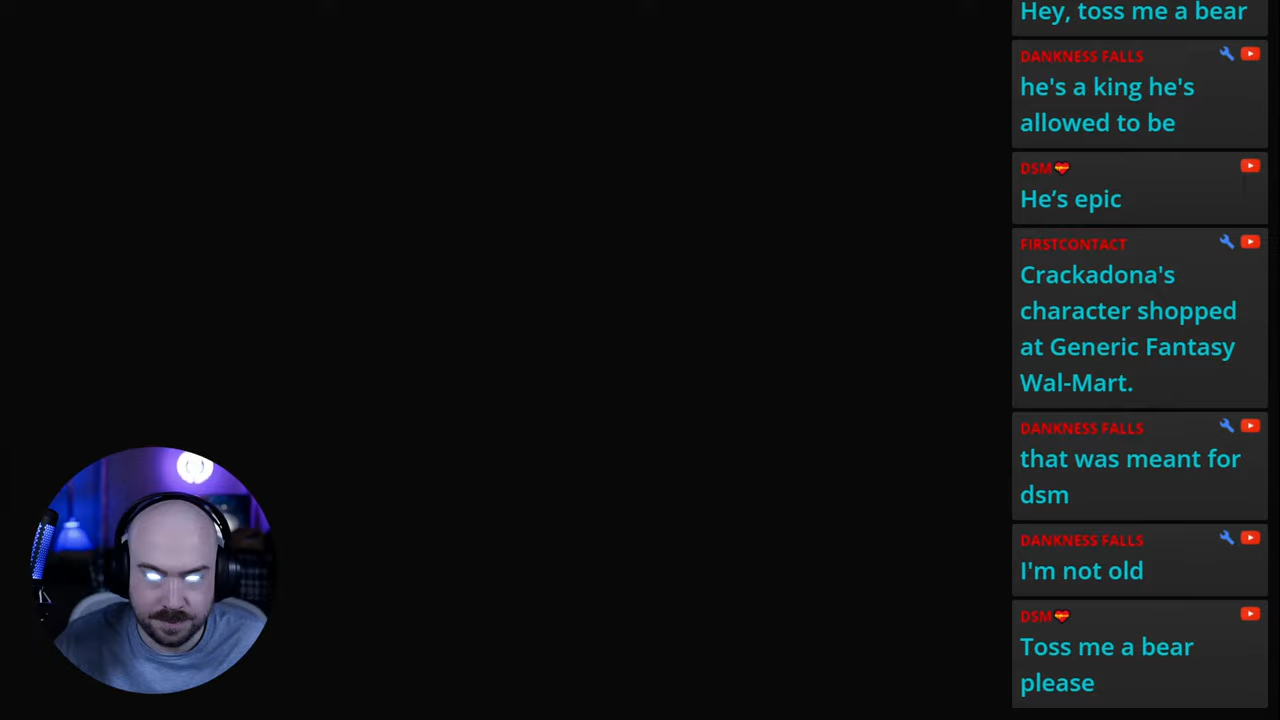 Hey, toss me a bear
DANKNESS FALLS
he's a king he's
allowed to be
DSM
He’s epic
FIRSTCONTACT
Crackadona's
character shopped
at Generic Fantasy
Wal-Mart.
DANKNESS FALLS
that was meant for
dsm
DANKNESS FALLS
I'm not old
DSM
Toss me a bear
please